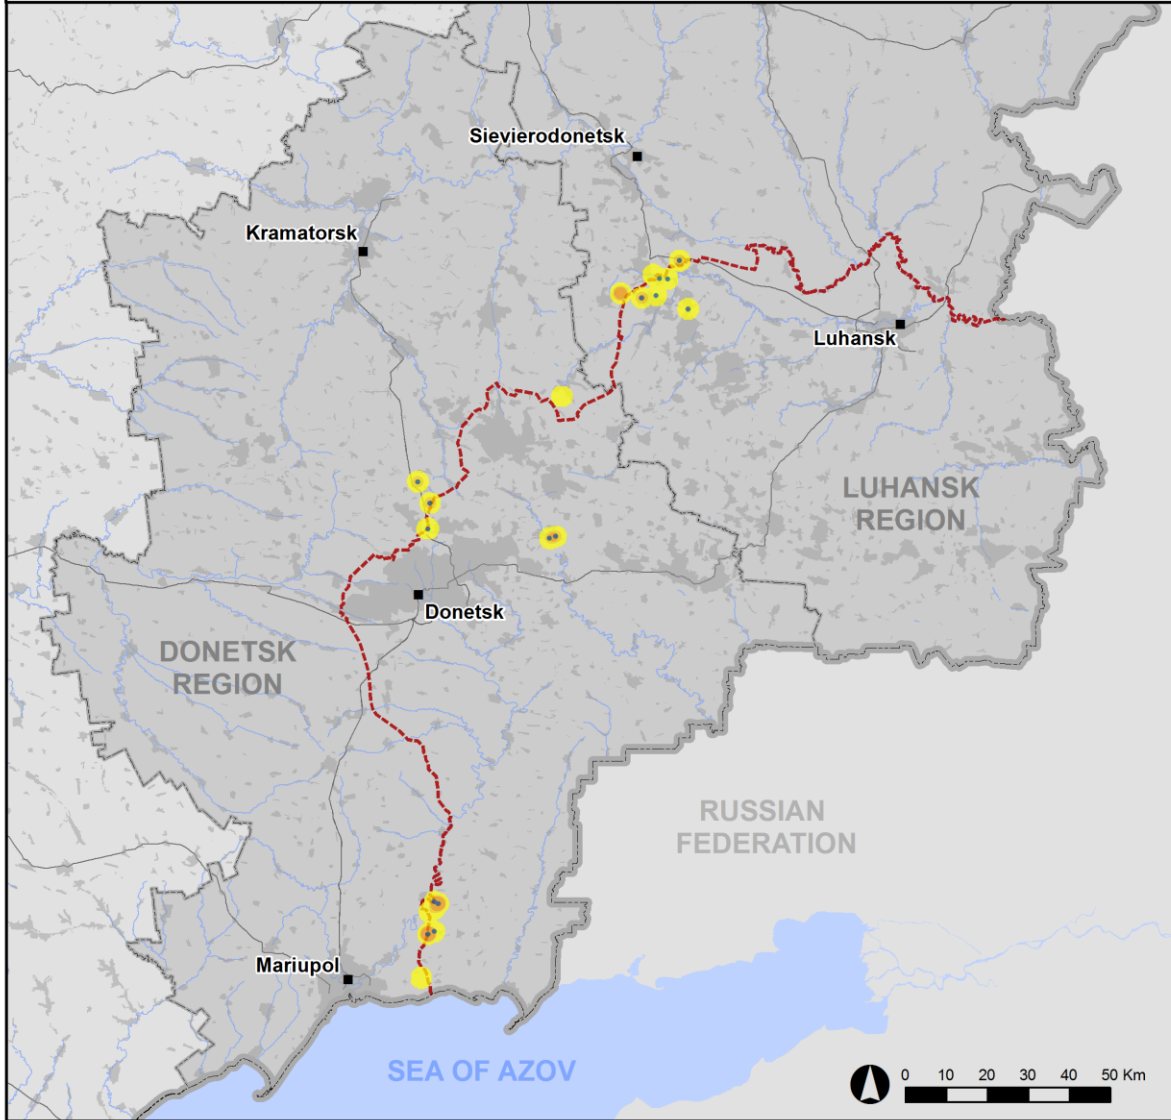 Sievierodonetsk
Kramatorsk
Luhansk
LUHANSK
REGION
Donetsk
DONETSK
REGION
RUSSIAN
FEDERATION
Mariupol
SEA OF AZOV
0 10 20 30 40 50 Km